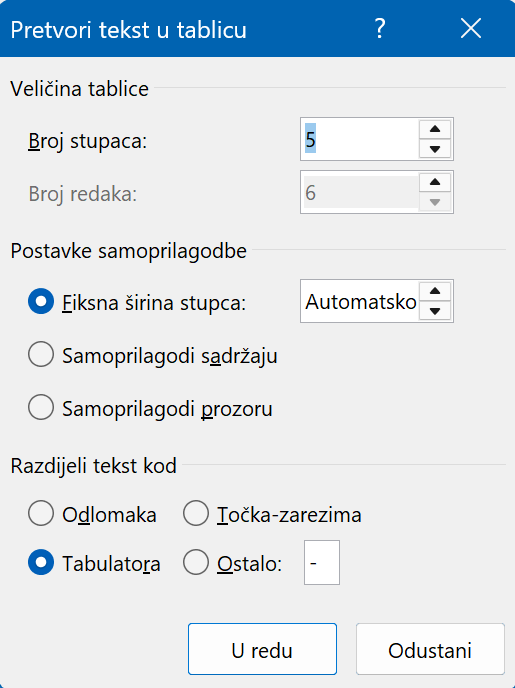 Pretvori tekst u tablicu ?
Veličina tablice
Broj stupaca: 5
Broj redaka: 6
Postavke samoprilagodbe
Fiksna širina stupca: Automatsko
Samoprilagodi sadržaju
Samoprilagodi prozoru
Razdijeli tekst kod
Odlomaka Točka-zarezima
Tabulatora Ostalo: -
U redu Odustani